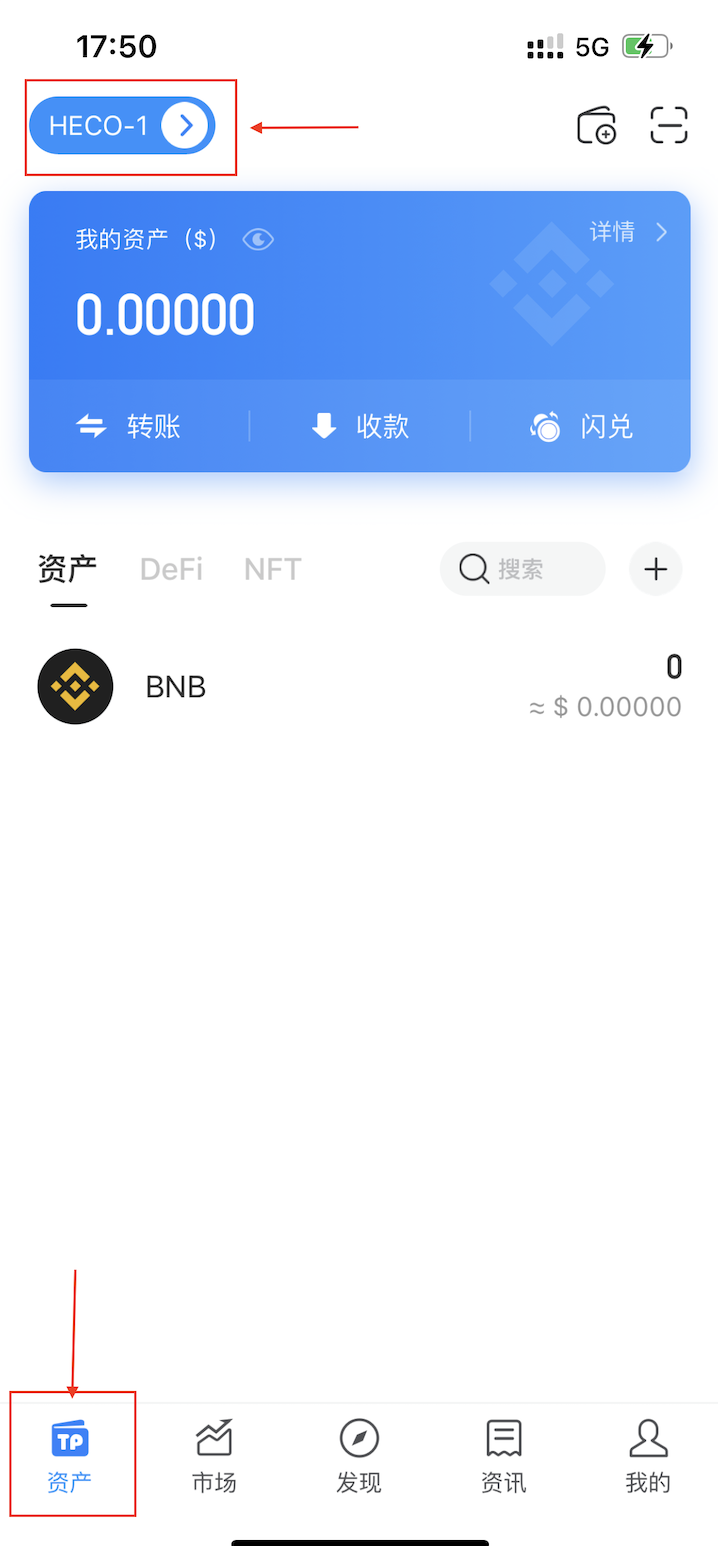 17:50 5G
HECO-1
我的资产（$）
详情
0.00000
转账 收款 闪兑
资产 DeFi NFT 搜索
BNB
0
≈ $ 0.00000
TP
资产 市场 发现 资讯 我的